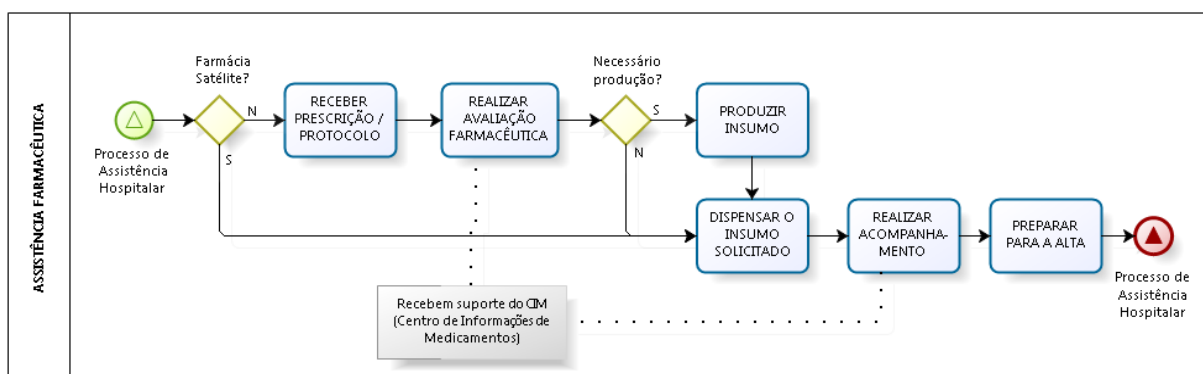 ASSISTÊNCIA FARMACÊUTICA
Processo de
Assistência
Hospitalar
Farmácia
Satélite?
N
S
RECEBER
PRESCRIÇÃO /
PROTOCOLO
REALIZAR
AVALIAÇÃO
FARMACÊUTICA
Necessário
produção?
S
N
PRODUZIR
INSUMO
DISPENSAR O
INSUMO
SOLICITADO
REALIZAR
ACOMPANHA-
MENTO
PREPARAR
PARA A ALTA
Processo de
Assistência
Hospitalar
Recebem suporte do CIM
(Centro de Informações de
Medicamentos)